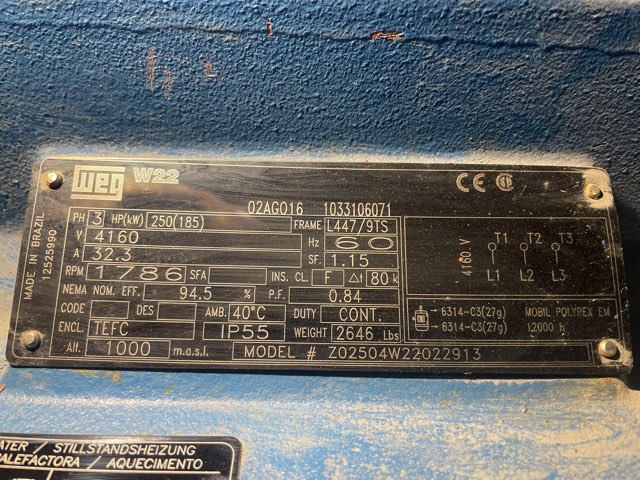 WEG W22
02AGO16 1033106071
CE
MADE IN BRAZIL
12525990
PH 3 HP(kW) 250(185) FRAME L447/9TS
V 4160 Hz 60
A 32.3 SF. 1.15
RPM 1786 SFA INS. CL. F Δt 80 k
NEMA NOM. EFF. 94.5 % P.F. 0.84
CODE DES AMB. 40°C DUTY CONT.
ENCL. TEFC IP55 WEIGHT 2646 Lbs
Alt. 1000 m.a.s.l. MODEL # Z02504W22022913
4160 V
T1 T2 T3
L1 L2 L3
6314-C3(27g) MOBIL POLYREX EM
6314-C3(27g) 12000 h
ATER / STILLSTANDSHEIZUNG
ALEFACTORA / AQUECIMENTO